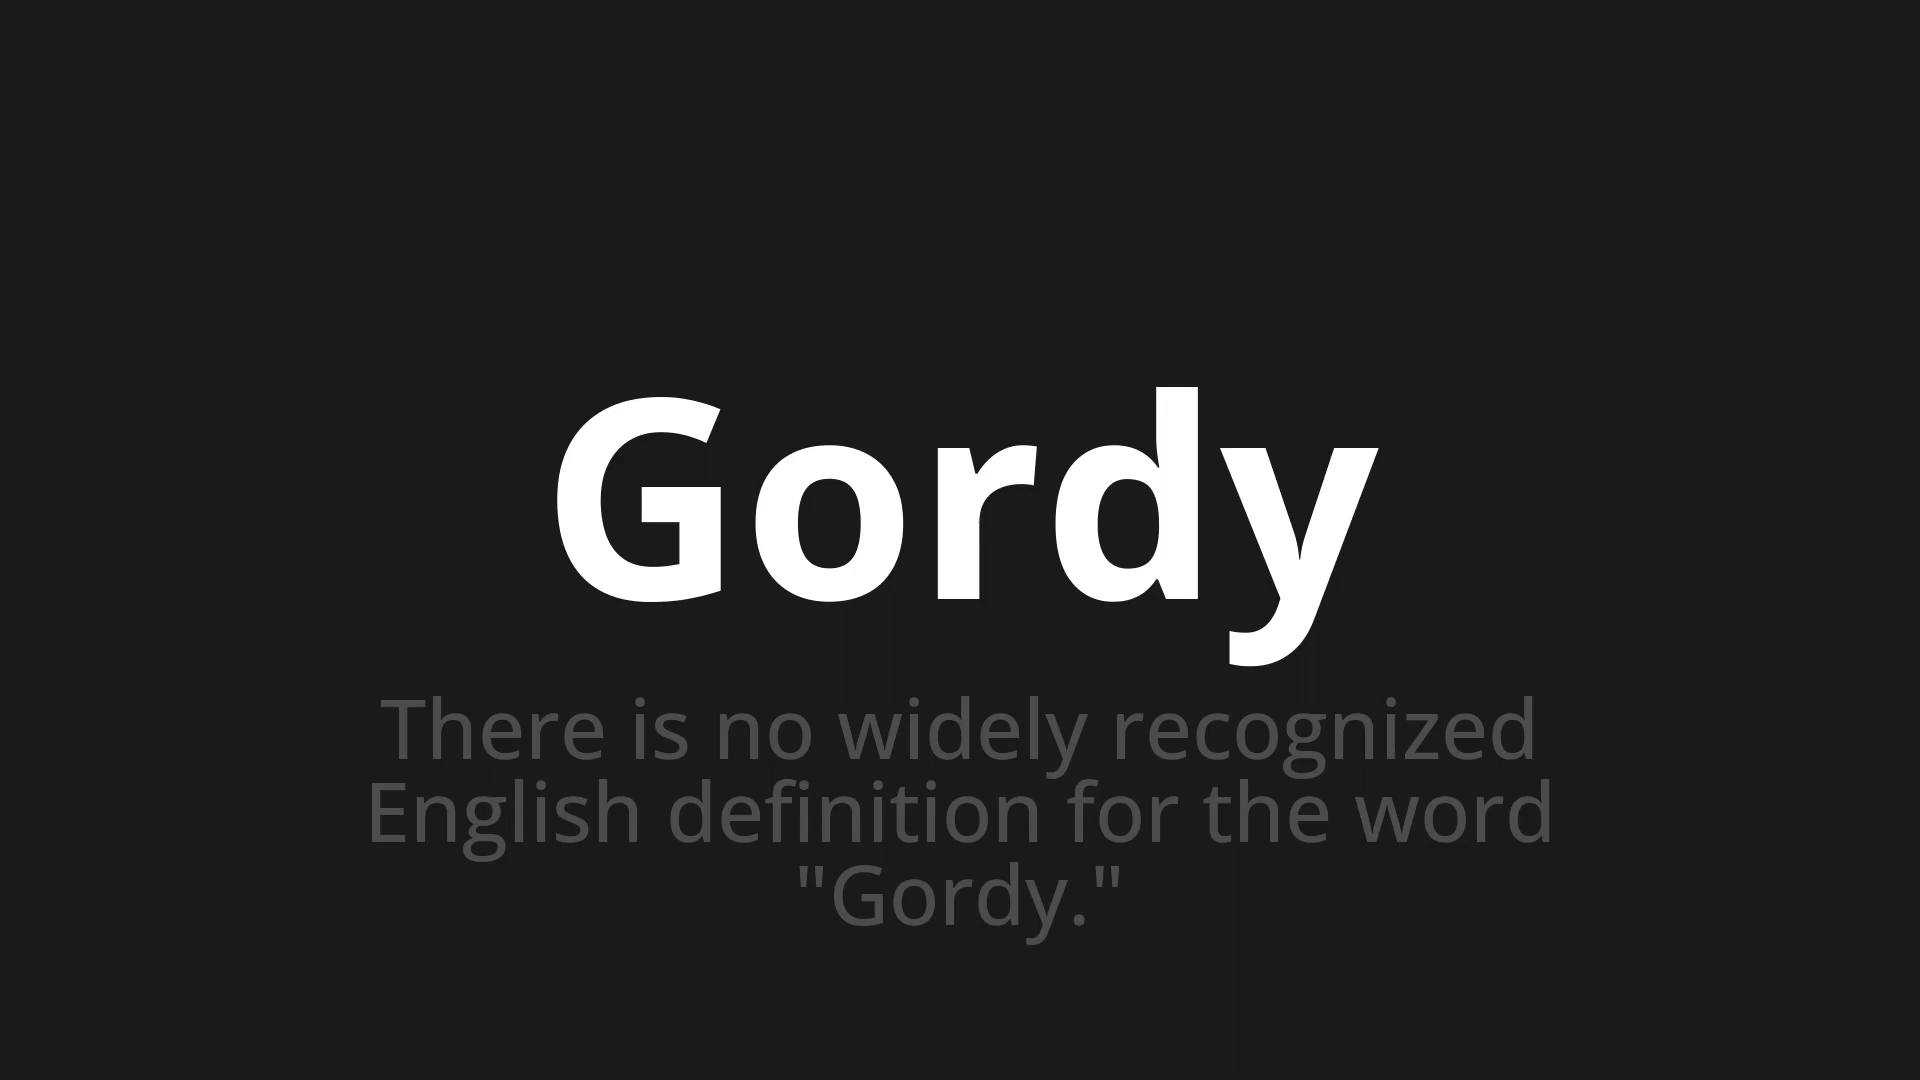 Gordy
There is no widely recognized
English definition for the word
"Gordy."